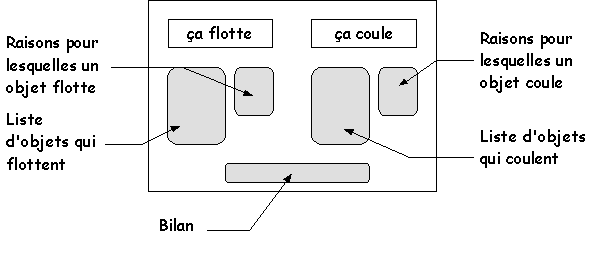 ça flotte
ça coule
Raisons pour
lesquelles un
objet flotte
Liste
d'objets qui
flottent
Raisons pour
lesquelles un
objet coule
Liste d'objets
qui coulent
Bilan